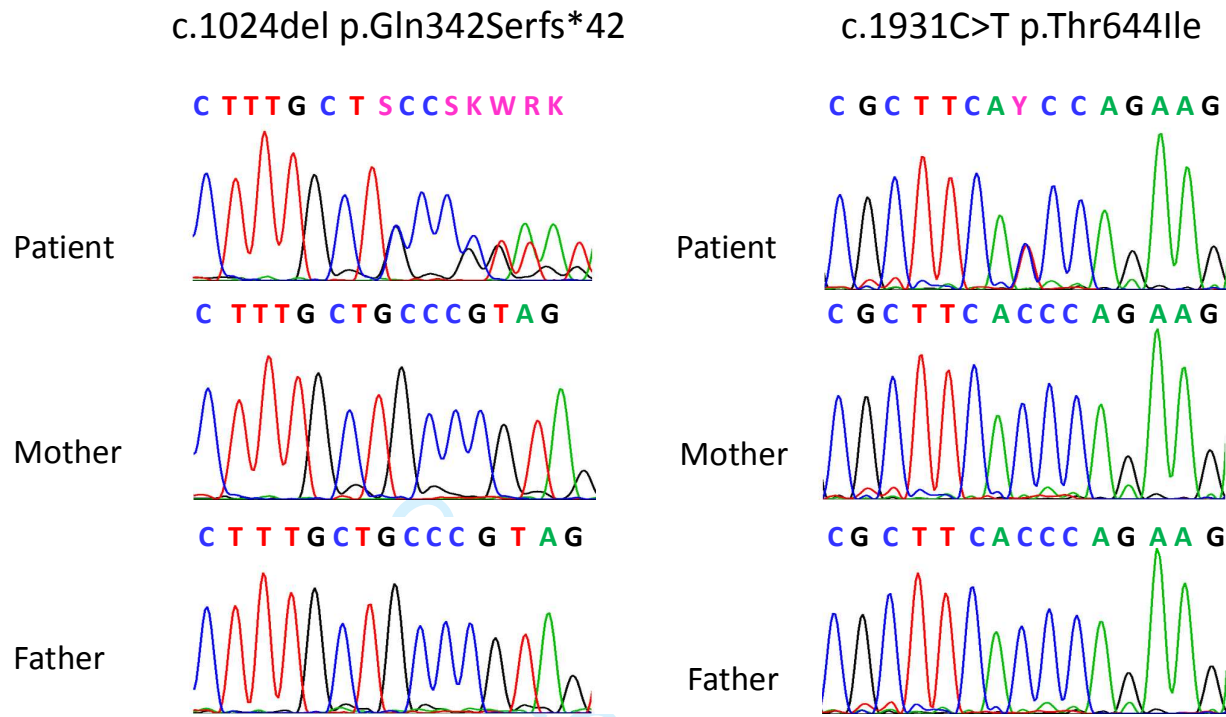 c.1024del p.Gln342Serfs*42
c.1931C>T p.Thr644Ile
C T T T G C T S C C S K W R K
C G C T T C A Y C C A G A A G
Patient
Patient
C T T T G C T G C C C G T A G
C G C T T C A C C C A G A A G
Mother
Mother
C T T T G C T G C C C G T A G
C G C T T C A C C C A G A A G
Father
Father